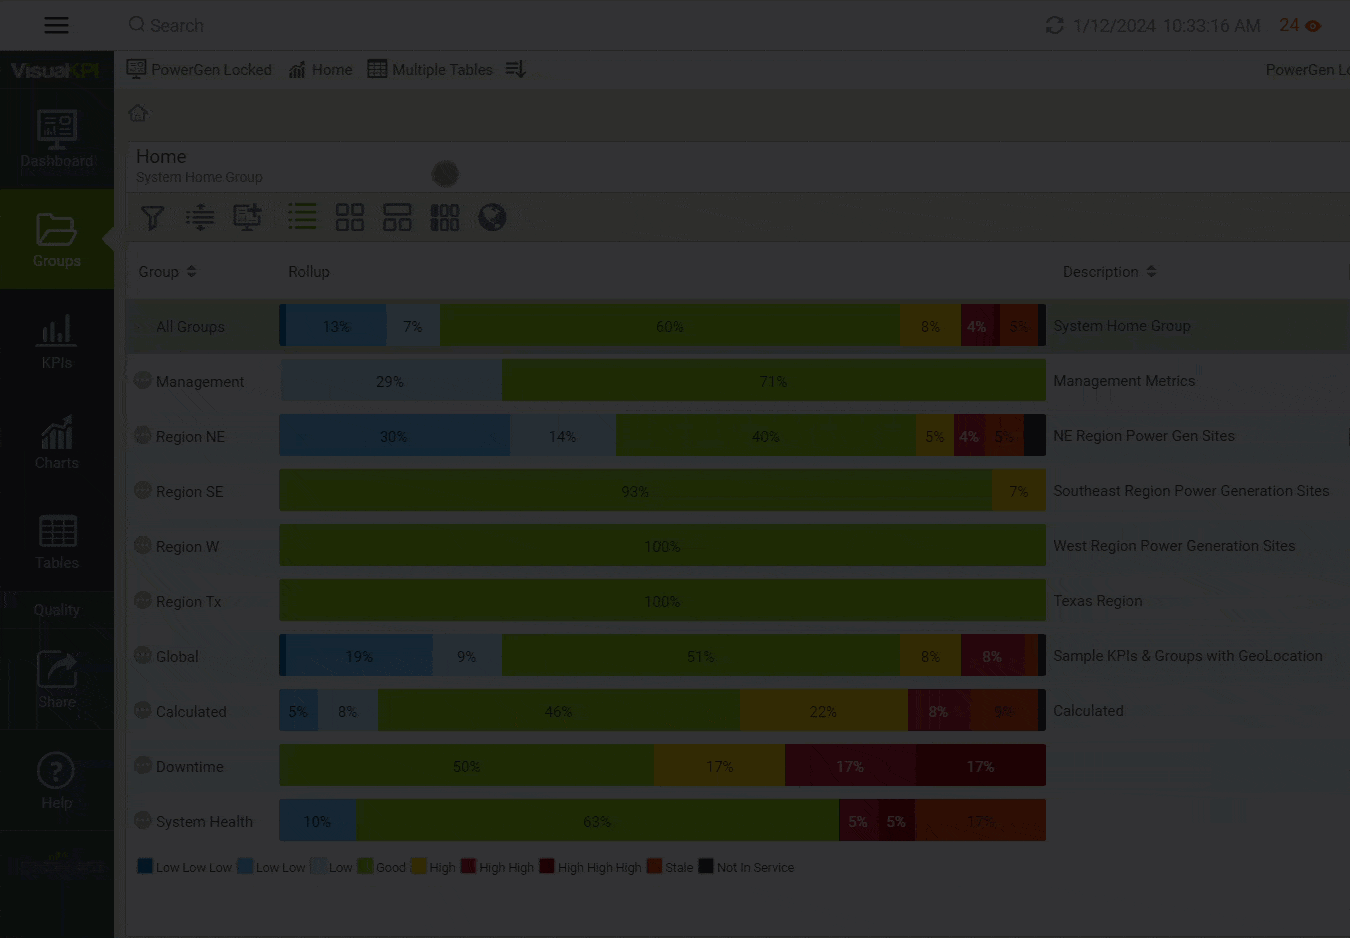 Search
1/12/2024 10:33:16 AM 24
VisualKPI
PowerGen Locked Home Multiple Tables
PowerGen Lo
Dashboard
Home
System Home Group
Groups
Group Rollup Description
All Groups 13% 7% 60% 8% 4% 5% System Home Group
KPIs
Management 29% 71% Management Metrics
Region NE 30% 14% 40% 5% 4% 5% NE Region Power Gen Sites
Charts
Region SE 93% 7% Southeast Region Power Generation Sites
Region W 100% West Region Power Generation Sites
Tables
Region Tx 100% Texas Region
Quality
Global 19% 9% 51% 8% 8% Sample KPIs & Groups with GeoLocation
Share
Calculated 5% 8% 46% 22% 8% 9% Calculated
Downtime 50% 17% 17% 17%
Help
System Health 10% 63% 5% 5% 17%
Low Low Low Low Low Low Good High High High High High High Stale Not In Service